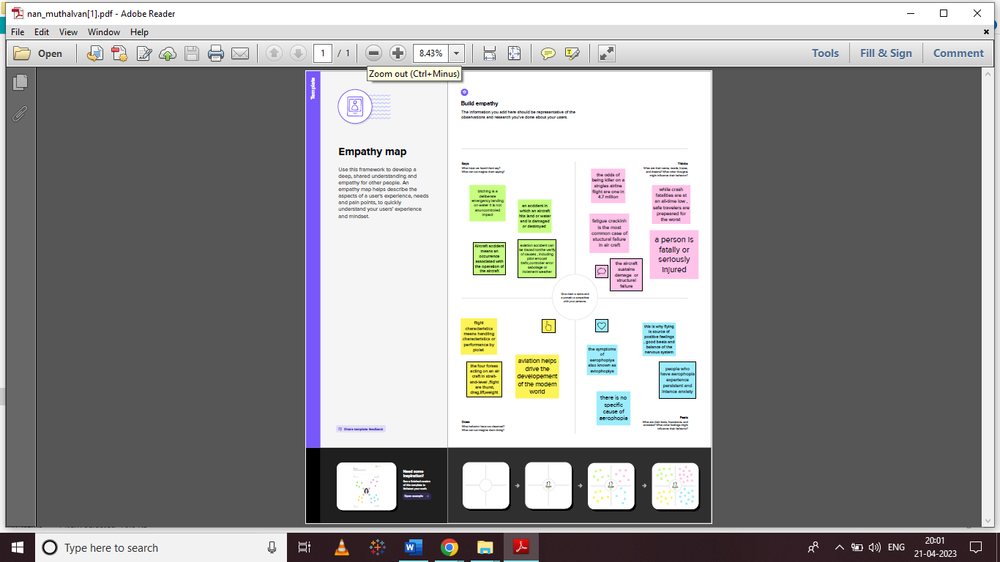 nan_muthalvan[1].pdf - Adobe Reader
File Edit View Window Help
Open
1 / 1
8.43%
Tools
Fill & Sign
Comment
Zoom out (Ctrl+Minus)
Template
Empathy map
Use this framework to develop a
deep, shared understanding and
empathy for other people. An
empathy map helps describe the
aspects of a user's experience, needs
and pain points, to quickly
understand your users' experience
and mindset.
Share template feedback
Build empathy
The information you add here should be representative of the
observations and research you've done about your users.
Says
What have we heard them say?
What can we imagine them saying?
bitching is a
deliberate
emergency landing
on water it is not
anuncontroled
impact
an accident in
which an aircraft
hits land or water
and is damaged
or destroyad
Aircraft accident
means an
occurrence
associated with
the operation of
the aircraft
aviation accident can
be traced tonthe verify
of causes , including
pilot error,air
trafic,controller error
sabotage or
inclement weather
Thinks
What are their wants, needs, hopes,
and dreams? What other thoughts
might influence their behavior?
the odds of
being killer on a
singles airline
flight are one in
4.7 million
while crash
fatalities are at
an all-time low ,
safe travelers are
prepeared for
the worst
fatigue crackinh
is the most
common case of
stuctural failure
in air craft
a person is
fatally or
seriously
injured
the aircraft
sustains
damage or
structural
failure
Give them a name and
a portrait to empathize
with your persona.
flight
characteristics
means handling
characteristics or
performance by
piolet
the four forses
acting on an air
craft in strait-
and-level ,flight
are thurst,
drag,lift,weight
aviation helps
drive the
developement
of the modern
world
Does
What behavior have we observed?
What can we imagine them doing?
this is why flying
is source of
positive feelings
, good beats and
balance of the
nervous system
the symptoms
of
aerophopiya
also known as
aviophopiya
people who
have aerophopia
experience
persistent and
intence anxiety
there is no
specific
cause of
aerophopia
Feels
What are their fears, frustrations, and
anxieties? What other feelings might
influence their behavior?
Need some
inspiration?
See a finished version
of this template to
kickstart your work.
Open example
Type here to search
ENG
20:01
21-04-2023